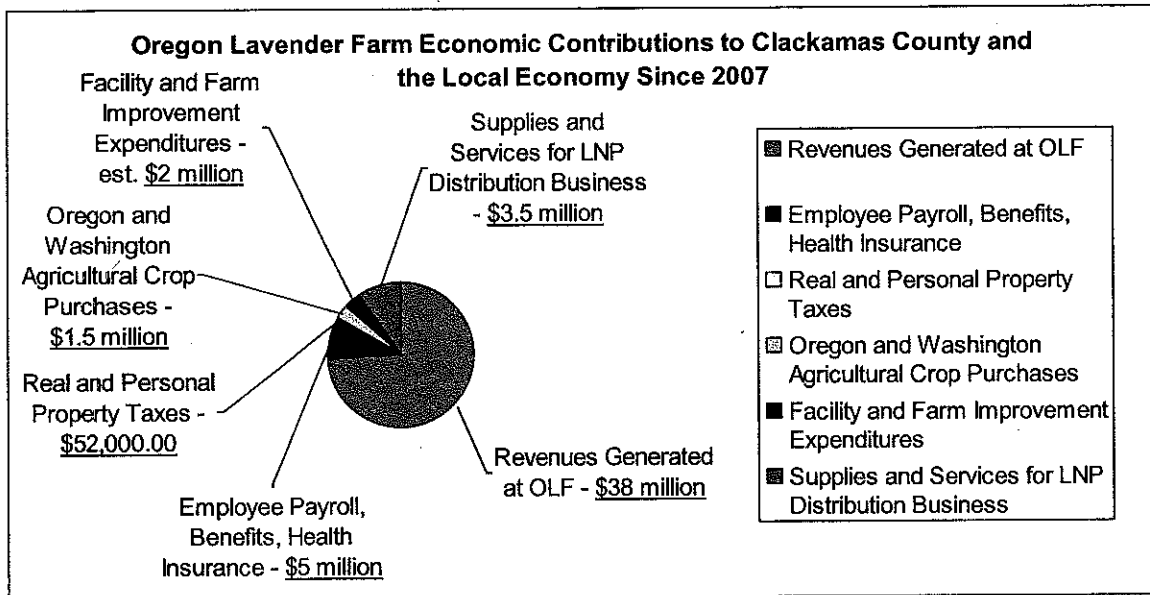 Oregon Lavender Farm Economic Contributions to Clackamas County and
the Local Economy Since 2007
Facility and Farm
Improvement
Expenditures -
est. $2 million
Supplies and
Services for LNP
Distribution Business
- $3.5 million
Oregon and
Washington
Agricultural Crop
Purchases -
$1.5 million
Real and Personal
Property Taxes -
$52,000.00
Employee Payroll,
Benefits, Health
Insurance - $5 million
Revenues Generated
at OLF - $38 million
Revenues Generated at OLF
Employee Payroll, Benefits,
Health Insurance
Real and Personal Property
Taxes
Oregon and Washington
Agricultural Crop Purchases
Facility and Farm Improvement
Expenditures
Supplies and Services for LNP
Distribution Business